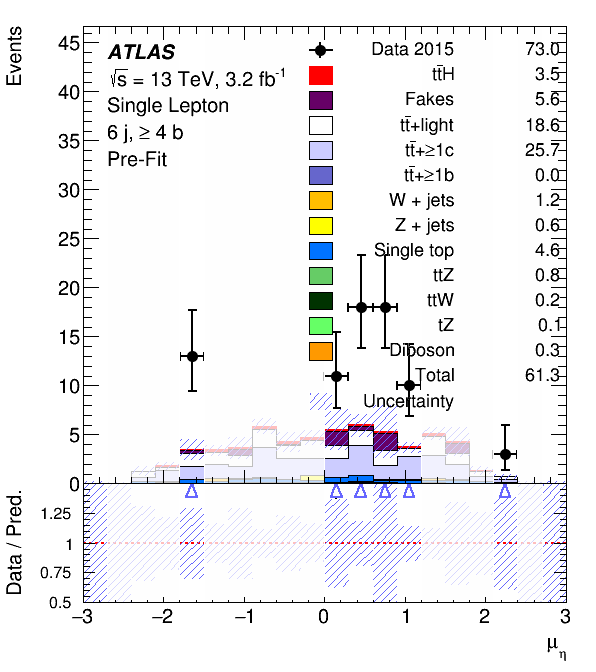 Events
45
40
35
30
25
20
15
10
5
0
ATLAS
√s = 13 TeV, 3.2 fb⁻¹
Single Lepton
6 j, ≥ 4 b
Pre-Fit
Data 2015 73.0
tt̄H 3.5
Fakes 5.6
tt̄+light 18.6
tt̄+≥1c 25.7
tt̄+≥1b 0.0
W + jets 1.2
Z + jets 0.6
Single top 4.6
ttZ 0.8
ttW 0.2
tZ 0.1
Diboson 0.3
Total 61.3
Uncertainty
Data / Pred.
1.25
1
0.75
0.5
−3 −2 −1 0 1 2 3
μη